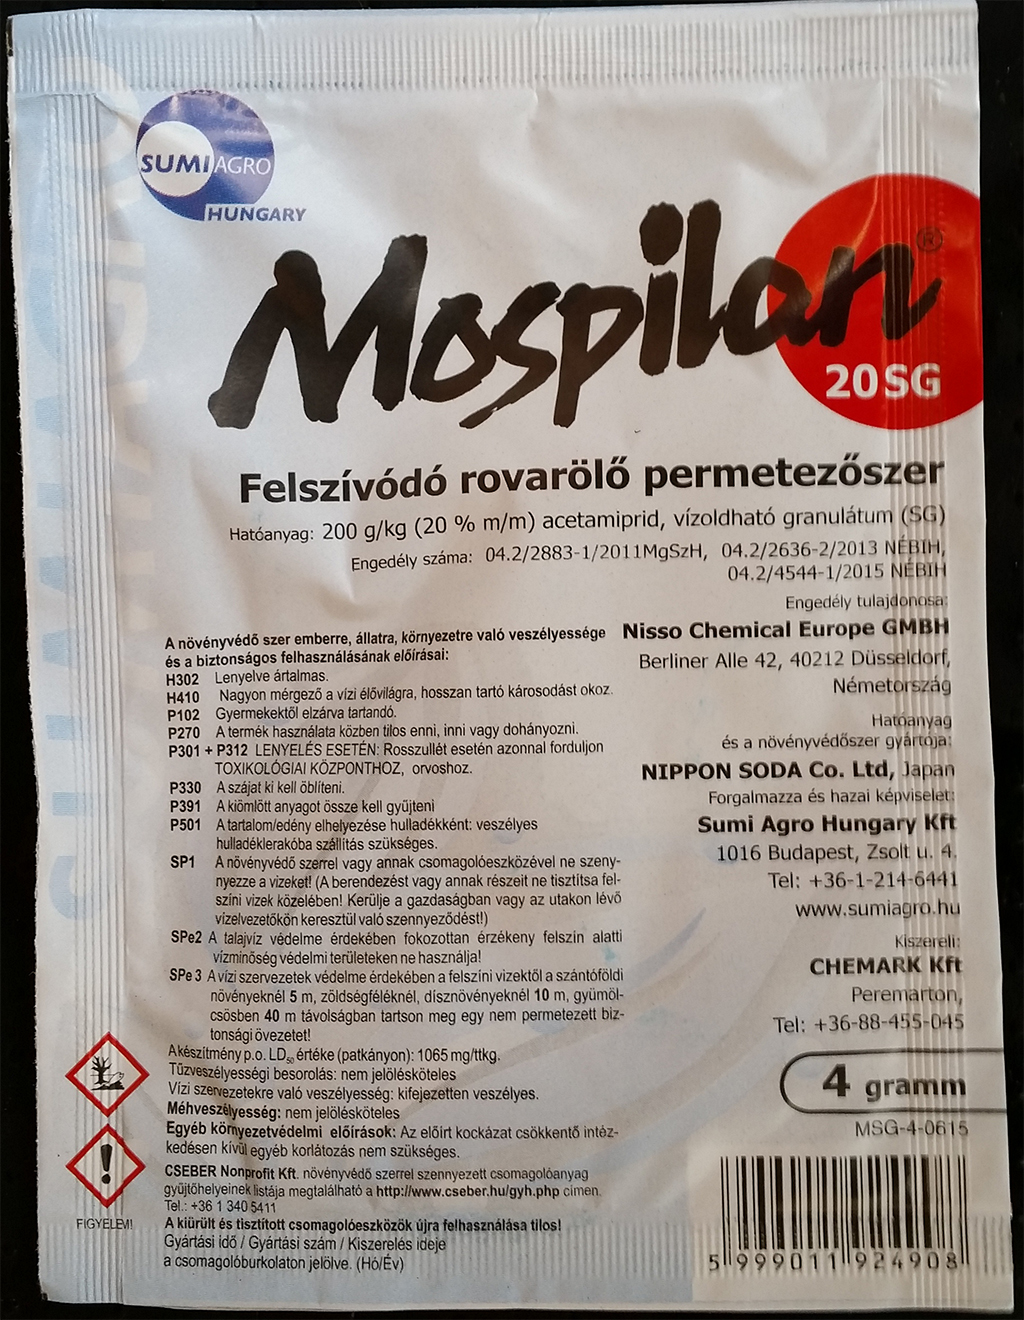 SUMI AGRO
HUNGARY
Mospilan®
20SG
Felszívódó rovarölő permetezőszer
Hatóanyag: 200 g/kg (20 % m/m) acetamiprid, vízoldható granulátum (SG)
Engedély száma: 04.2/2883-1/2011MgSzH, 04.2/2636-2/2013 NÉBIH,
04.2/4544-1/2015 NÉBIH
Engedély tulajdonosa:
Nisso Chemical Europe GMBH
Berliner Alle 42, 40212 Düsseldorf,
Németország
Hatóanyag
és a növényvédőszer gyártója:
NIPPON SODA Co. Ltd, Japan
Forgalmazza és hazai képviselet:
Sumi Agro Hungary Kft
1016 Budapest, Zsolt u. 4.
Tel: +36-1-214-6441
www.sumiagro.hu
Kiszereli:
CHEMARK Kft
Peremarton,
Tel: +36-88-455-045
4 gramm
MSG-4-0615
5 999011 924908
A növényvédő szer emberre, állatra, környezetre való veszélyessége
és a biztonságos felhasználásának előírásai:
H302 Lenyelve ártalmas.
H410 Nagyon mérgező a vízi élővilágra, hosszan tartó károsodást okoz.
P102 Gyermekektől elzárva tartandó.
P270 A termék használata közben tilos enni, inni vagy dohányozni.
P301 + P312 LENYELÉS ESETÉN: Rosszullét esetén azonnal forduljon
TOXIKOLÓGIAI KÖZPONTHOZ, orvoshoz.
P330 A száját ki kell öblíteni.
P391 A kiömlött anyagot össze kell gyűjteni
P501 A tartalom/edény elhelyezése hulladékként: veszélyes
hulladéklerakóba szállítás szükséges.
SP1 A növényvédő szerrel vagy annak csomagolóeszközével ne szeny-
nyezze a vizeket! (A berendezést vagy annak részeit ne tisztítsa fel-
színi vizek közelében! Kerülje a gazdaságban vagy az utakon lévő
vízelvezetőkön keresztül való szennyeződést!)
SPe2 A talajvíz védelme érdekében fokozottan érzékeny felszín alatti
vízminőség védelmi területeken ne használja!
SPe 3 A vízi szervezetek védelme érdekében a felszíni vizektől a szántóföldi
növényeknél 5 m, zöldségféléknél, dísznövényeknél 10 m, gyümöl-
csösben 40 m távolságban tartson meg egy nem permetezett biz-
tonsági övezetet!
A készítmény p.o. LD50 értéke (patkányon): 1065 mg/ttkg.
Tűzveszélyességi besorolás: nem jelölésköteles
Vízi szervezetekre való veszélyesség: kifejezetten veszélyes.
Méhveszélyesség: nem jelölésköteles
Egyéb környezetvédelmi előírások: Az előírt kockázat csökkentő intéz-
kedésen kívül egyéb korlátozás nem szükséges.
CSEBER Nonprofit Kft. növényvédő szerrel szennyezett csomagolóanyag
gyűjtőhelyeinek listája megtalálható a http://www.cseber.hu/gyh.php címen.
Tel.: +36 1 340 5411
A kiürült és tisztított csomagolóeszközök újra felhasználása tilos!
Gyártási idő / Gyártási szám / Kiszerelés ideje
a csomagolóburkolaton jelölve. (Hó/Év)
FIGYELEM!